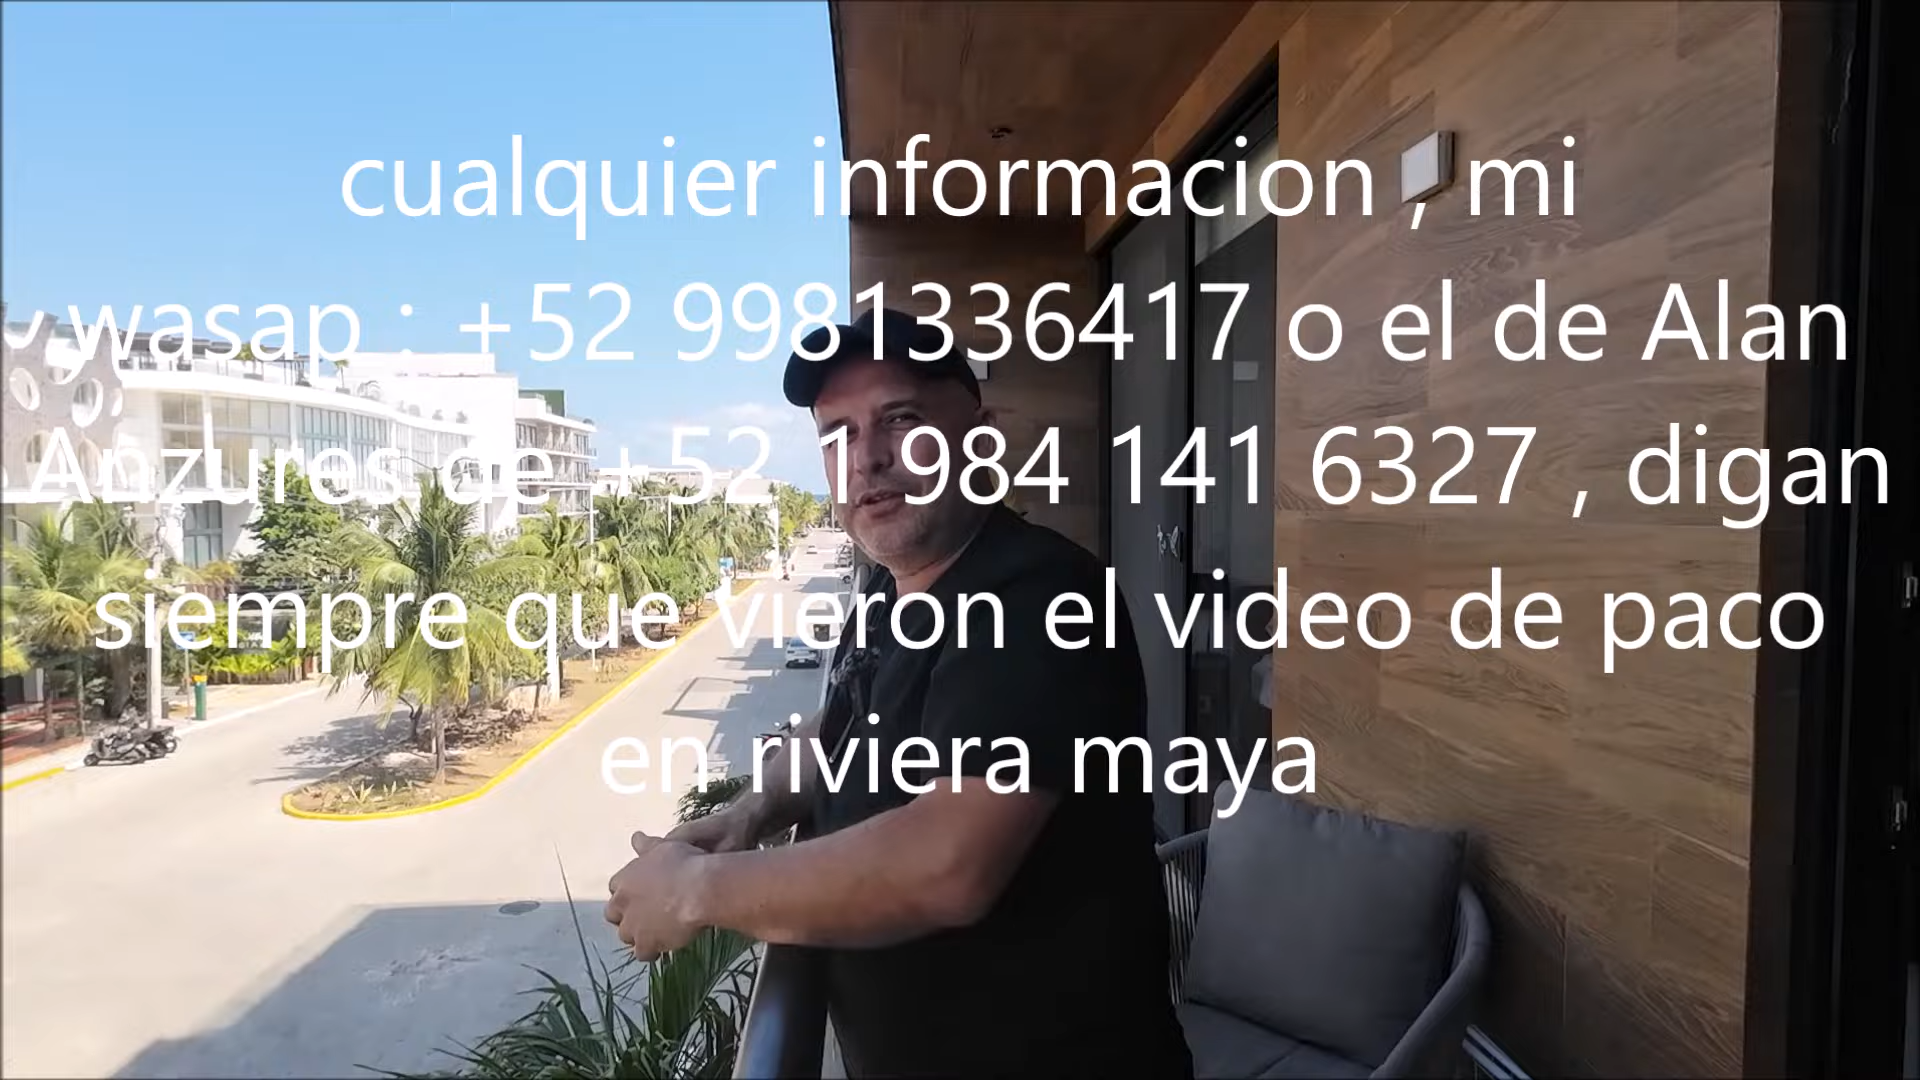 cualquier informacion , mi
wasap : +52 9981336417 o el de Alan
Anzures de +52 1 984 141 6327 , digan
siempre que vieron el video de paco
en riviera maya